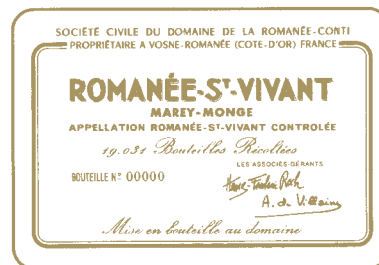 SOCIÉTÉ CIVILE DU DOMAINE DE LA ROMANÉE-CONTI
PROPRIÉTAIRE A VOSNE-ROMANÉE (COTE-D'OR) FRANCE
ROMANÉE-Sᵀ-VIVANT
MAREY-MONGE
APPELLATION ROMANÉE-Sᵀ-VIVANT CONTROLÉE
19.031 Bouteilles Récoltées
LES ASSOCIÉS-GÉRANTS
BOUTEILLE Nº 00000
A. de Villaine
Mise en bouteille au domaine